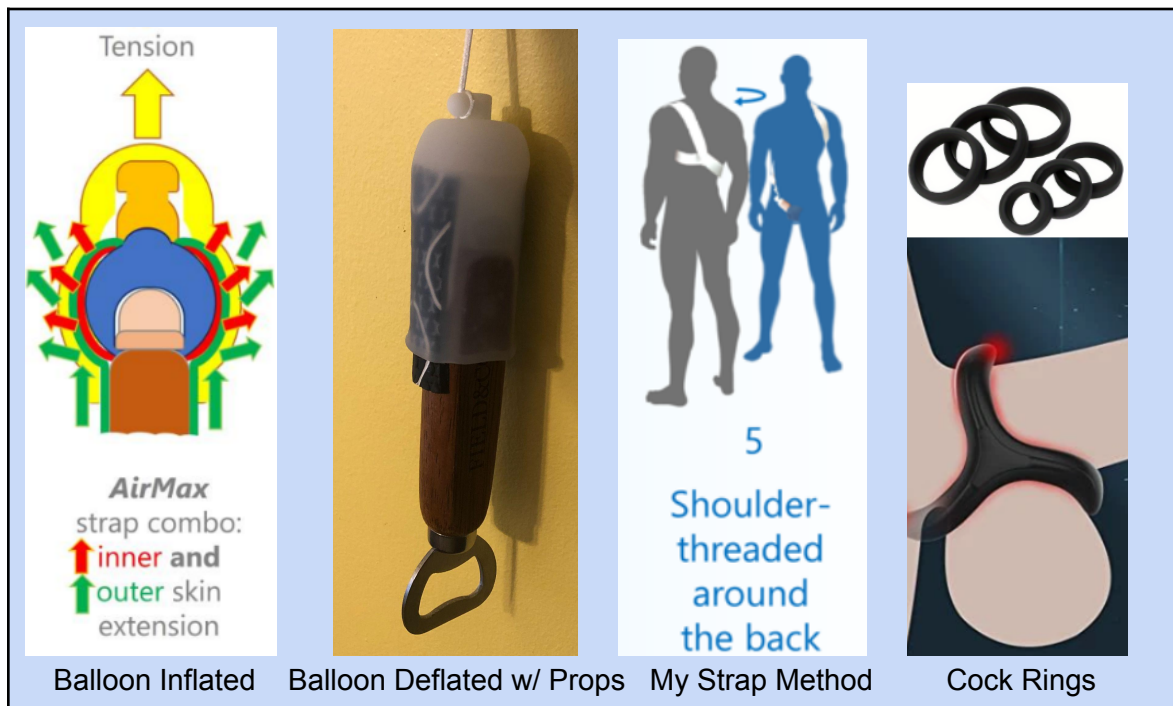 Tension
AirMax
strap combo:
inner and
outer skin
extension
FIELD&C
5
Shoulder-
threaded
around
the back
Balloon Inflated
Balloon Deflated w/ Props
My Strap Method
Cock Rings